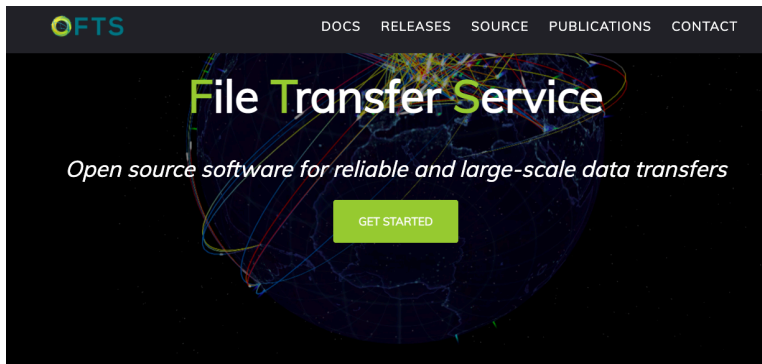 FTS
DOCS RELEASES SOURCE PUBLICATIONS CONTACT
File Transfer Service
Open source software for reliable and large-scale data transfers
GET STARTED